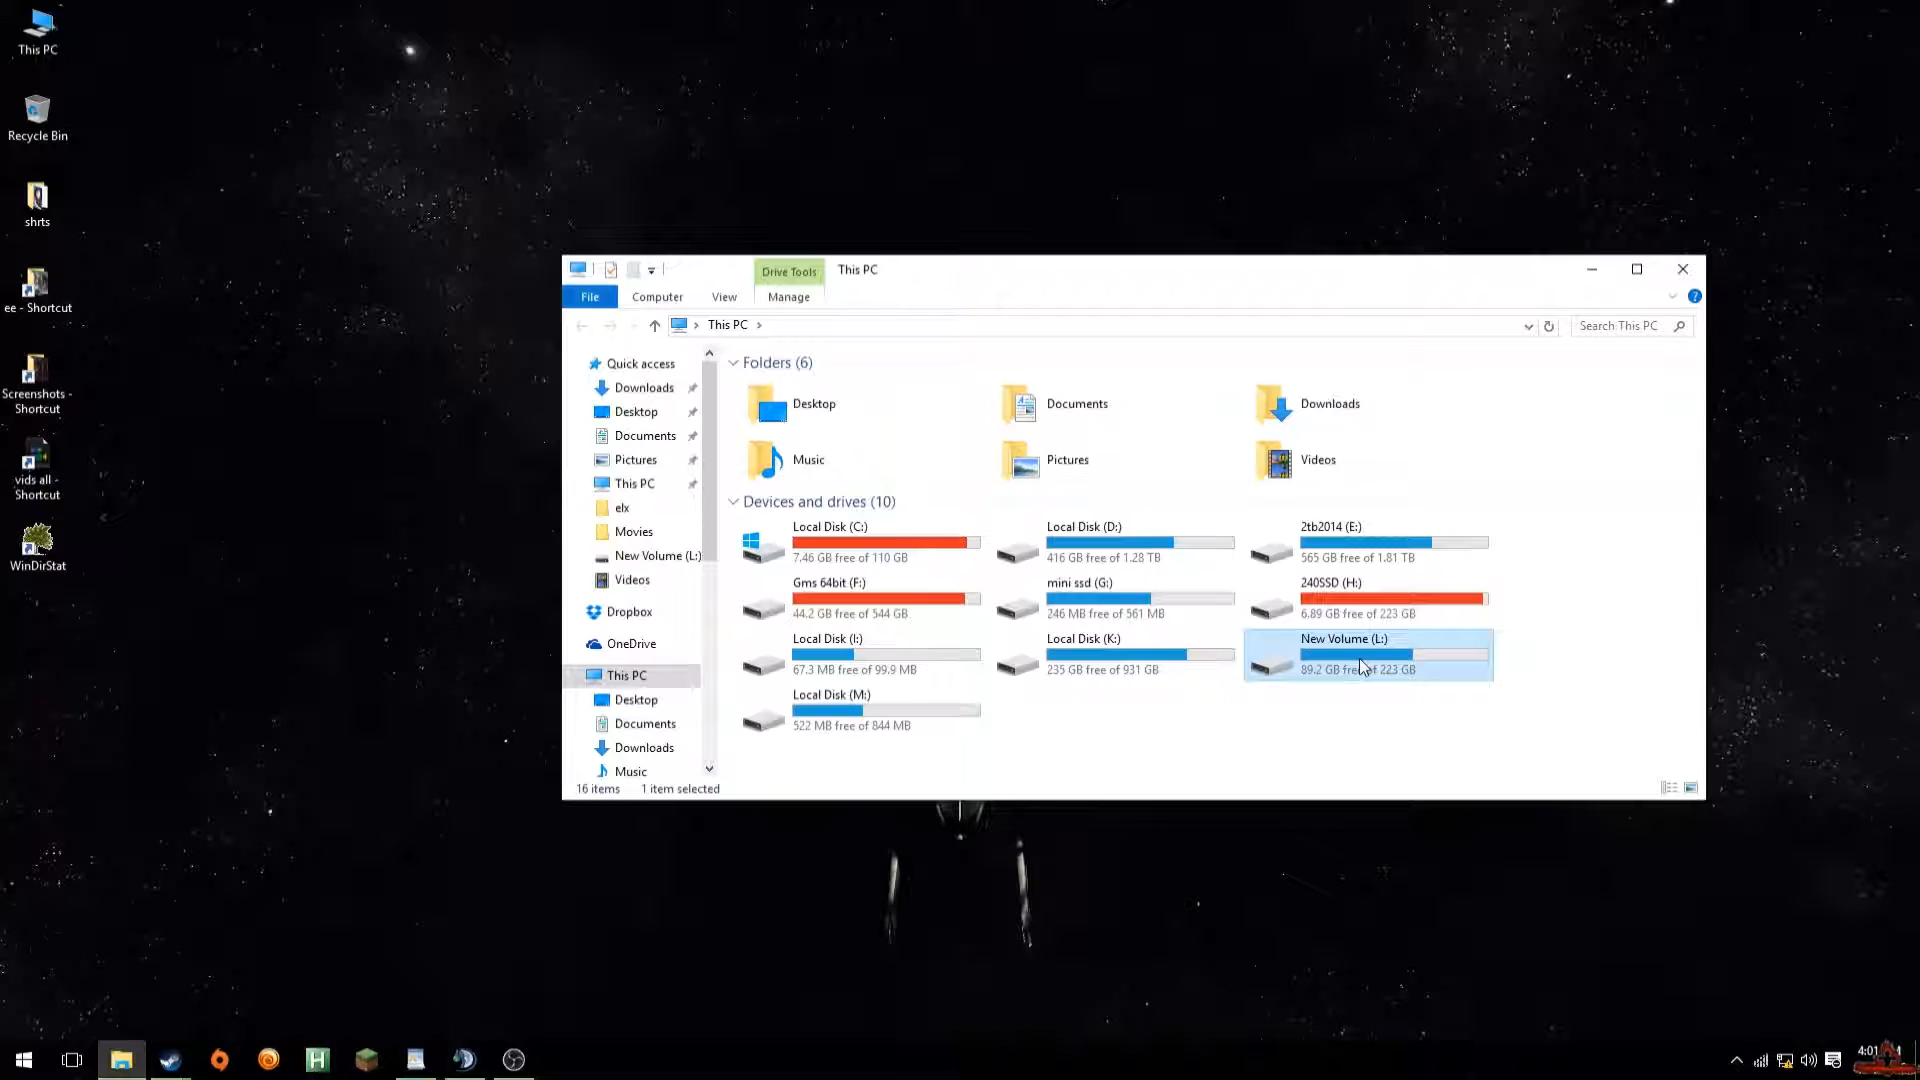 This PC
Recycle Bin
shrts
ee - Shortcut
Screenshots -
Shortcut
vids all -
Shortcut
WinDirStat
Drive Tools
This PC
File
Computer
View
Manage
This PC
Search This PC
Quick access
Downloads
Desktop
Documents
Pictures
This PC
elx
Movies
New Volume (L:)
Videos
Dropbox
OneDrive
This PC
Desktop
Documents
Downloads
Music
Folders (6)
Desktop
Documents
Downloads
Music
Pictures
Videos
Devices and drives (10)
Local Disk (C:)
7.46 GB free of 110 GB
Local Disk (D:)
416 GB free of 1.28 TB
2tb2014 (E:)
565 GB free of 1.81 TB
Gms 64bit (F:)
44.2 GB free of 544 GB
mini ssd (G:)
246 MB free of 561 MB
240SSD (H:)
6.89 GB free of 223 GB
Local Disk (I:)
67.3 MB free of 99.9 MB
Local Disk (K:)
235 GB free of 931 GB
New Volume (L:)
89.2 GB free of 223 GB
Local Disk (M:)
522 MB free of 844 MB
16 items
1 item selected
H
4:01